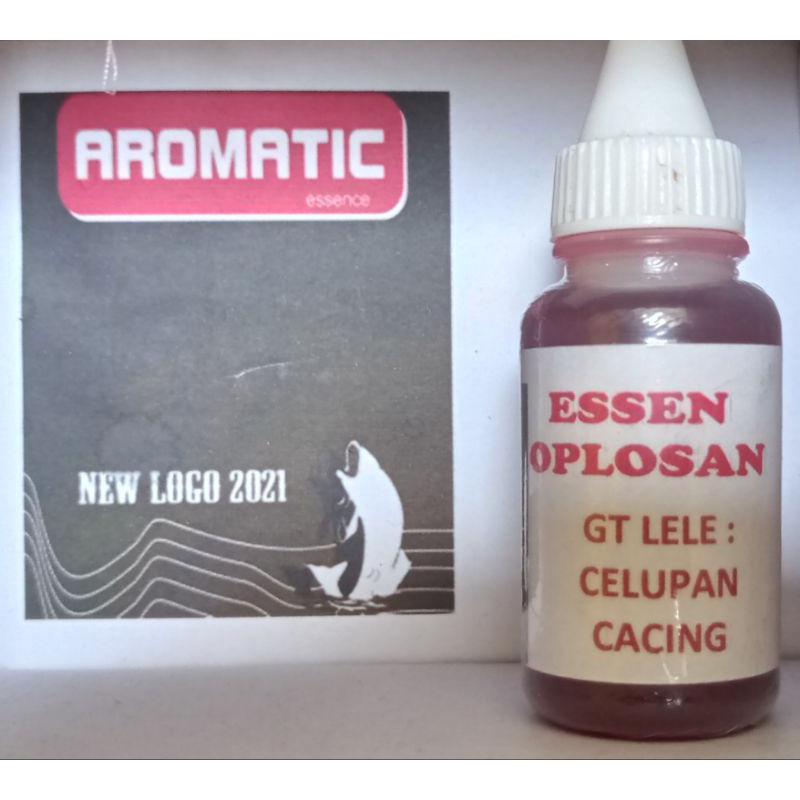 AROMATIC
essence
NEW LOGO 2021
ESSEN
OPLOSAN
GT LELE :
CELUPAN
CACING